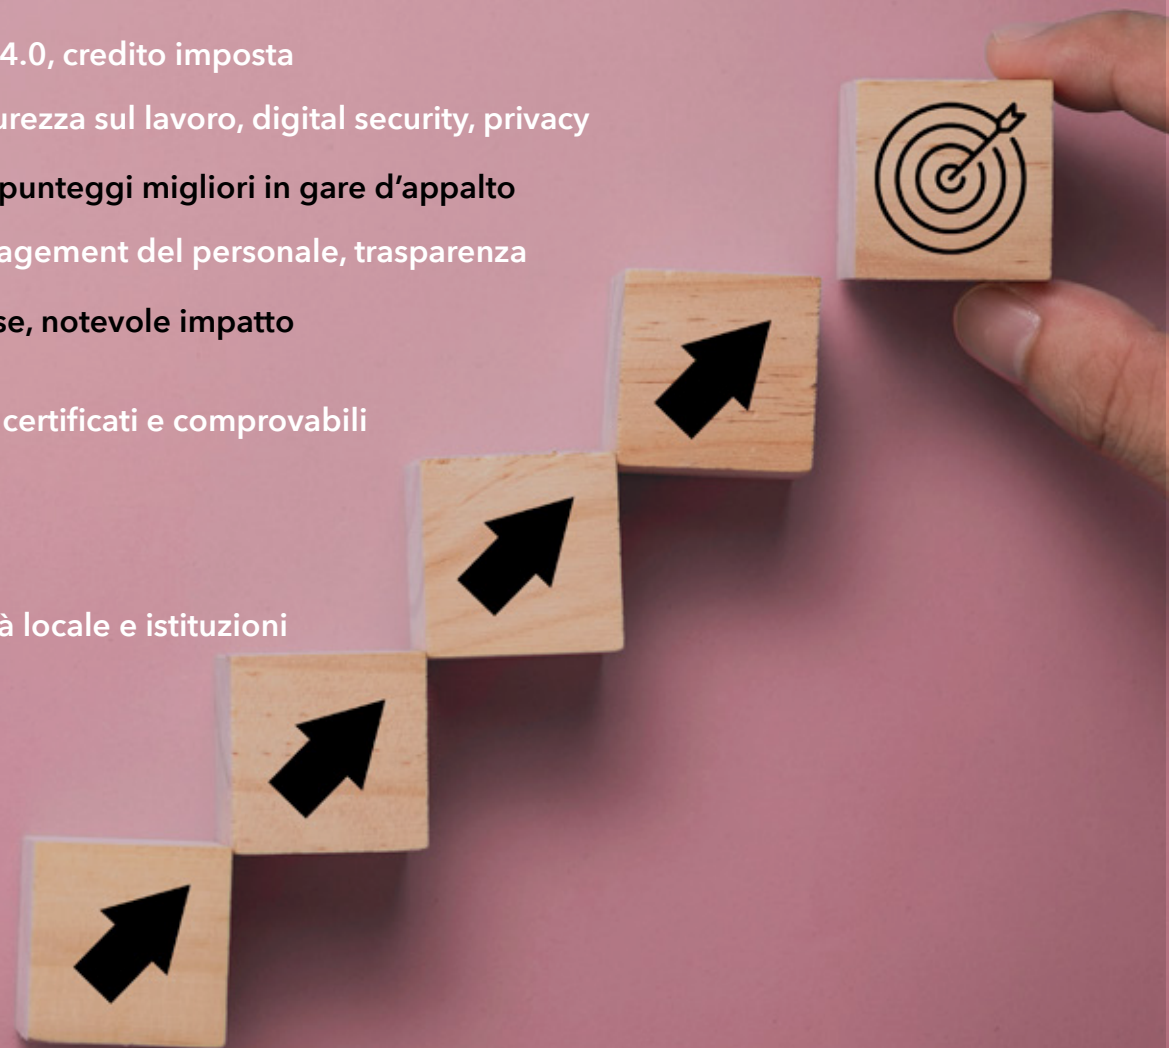 4.0, credito imposta
urezza sul lavoro, digital security, privacy
punteggi migliori in gare d'appalto
agement del personale, trasparenza
se, notevole impatto
certificati e comprovabili
à locale e istituzioni